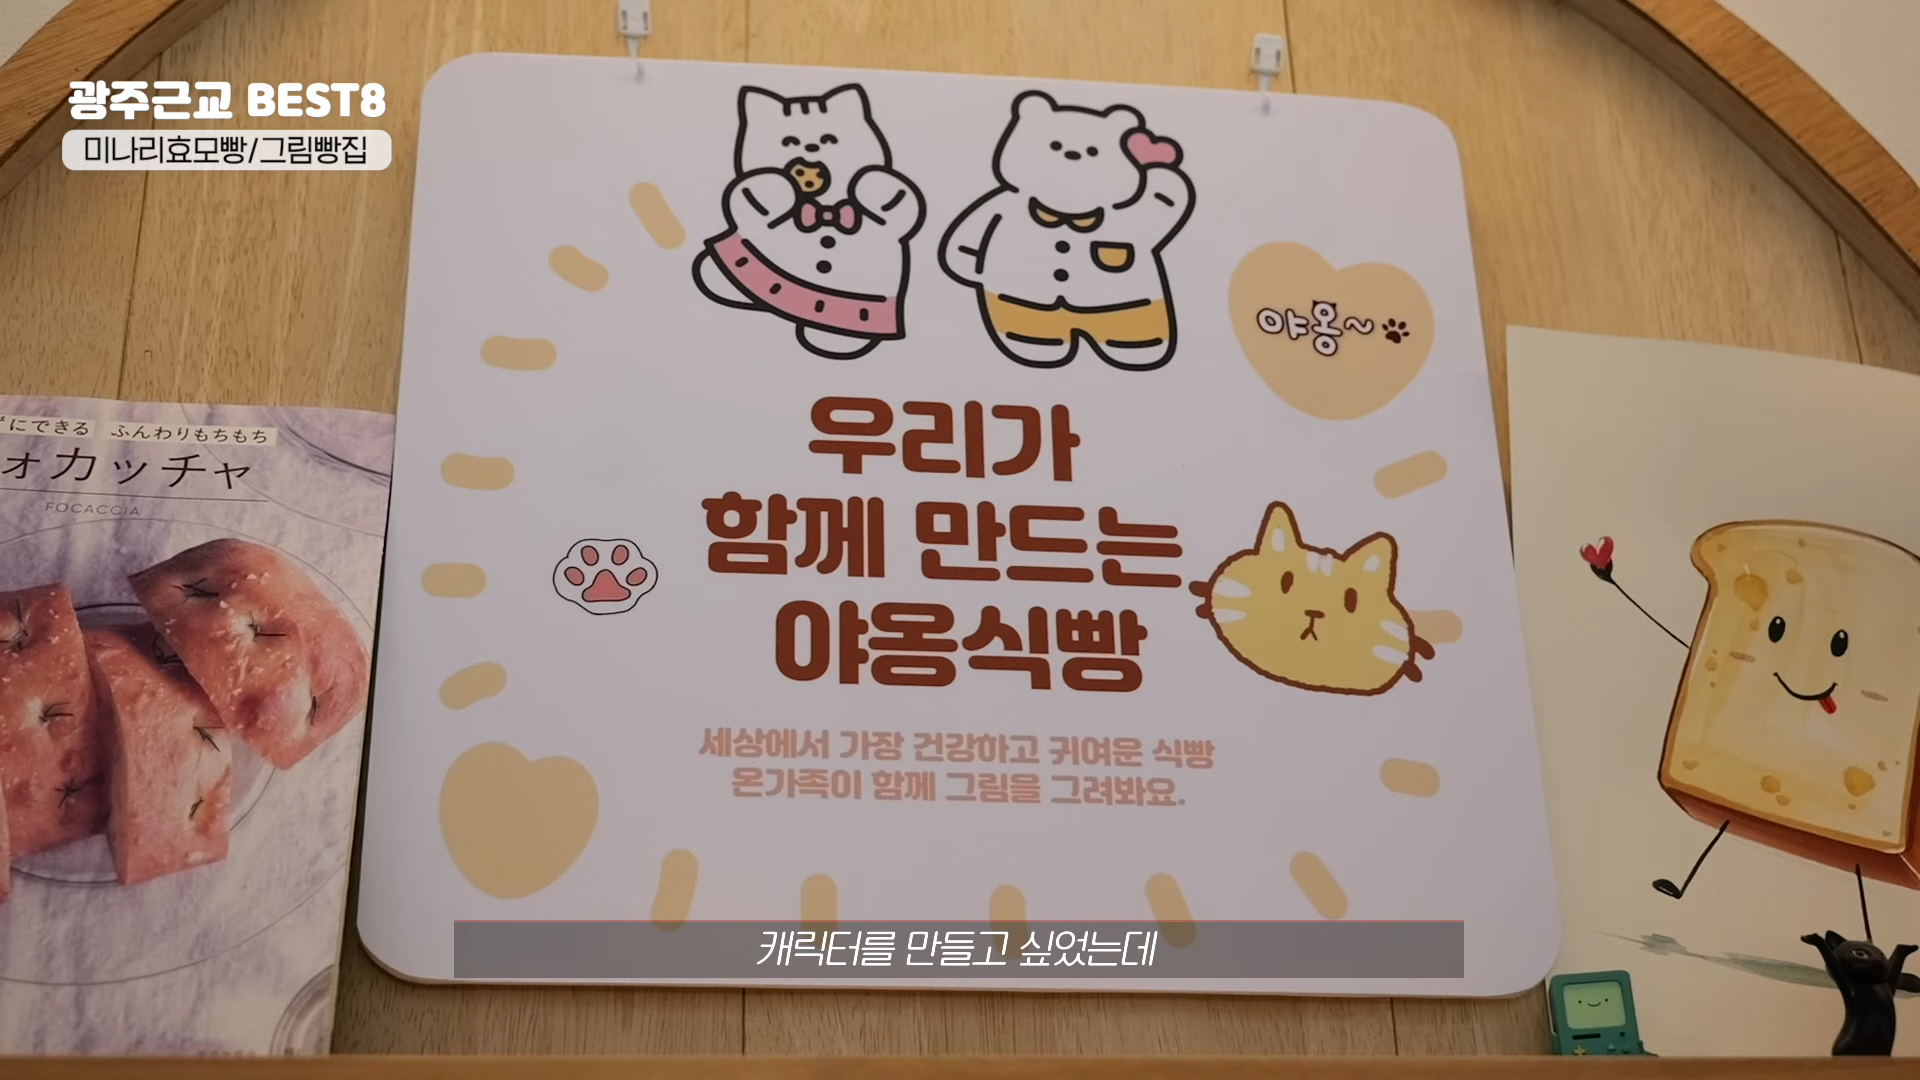 광주근교 BEST8
미나리효모빵/그림빵집
야옹~
우리가
함께 만드는
야옹식빵
세상에서 가장 건강하고 귀여운 식빵
온가족이 함께 그림을 그려봐요.
にできる ふんわりもちもち
ォカッチャ
FOCACCIA
캐릭터를 만들고 싶었는데